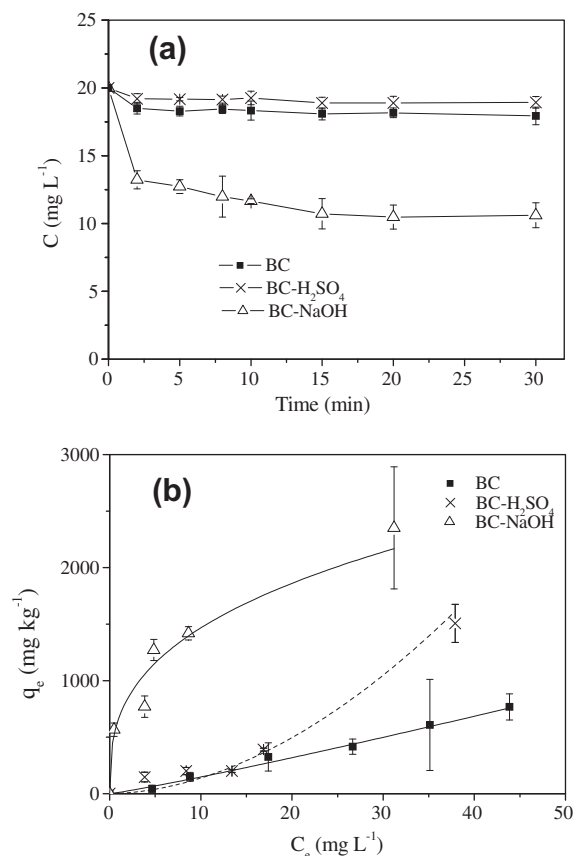 (a)
25
20
15
10
5
0
C (mg L⁻¹)
BC
BC-H₂SO₄
BC-NaOH
0 5 10 15 20 25 30
Time (min)
(b)
3000
2000
1000
0
qₑ (mg kg⁻¹)
BC
BC-H₂SO₄
BC-NaOH
0 10 20 30 40 50
Cₑ (mg L⁻¹)